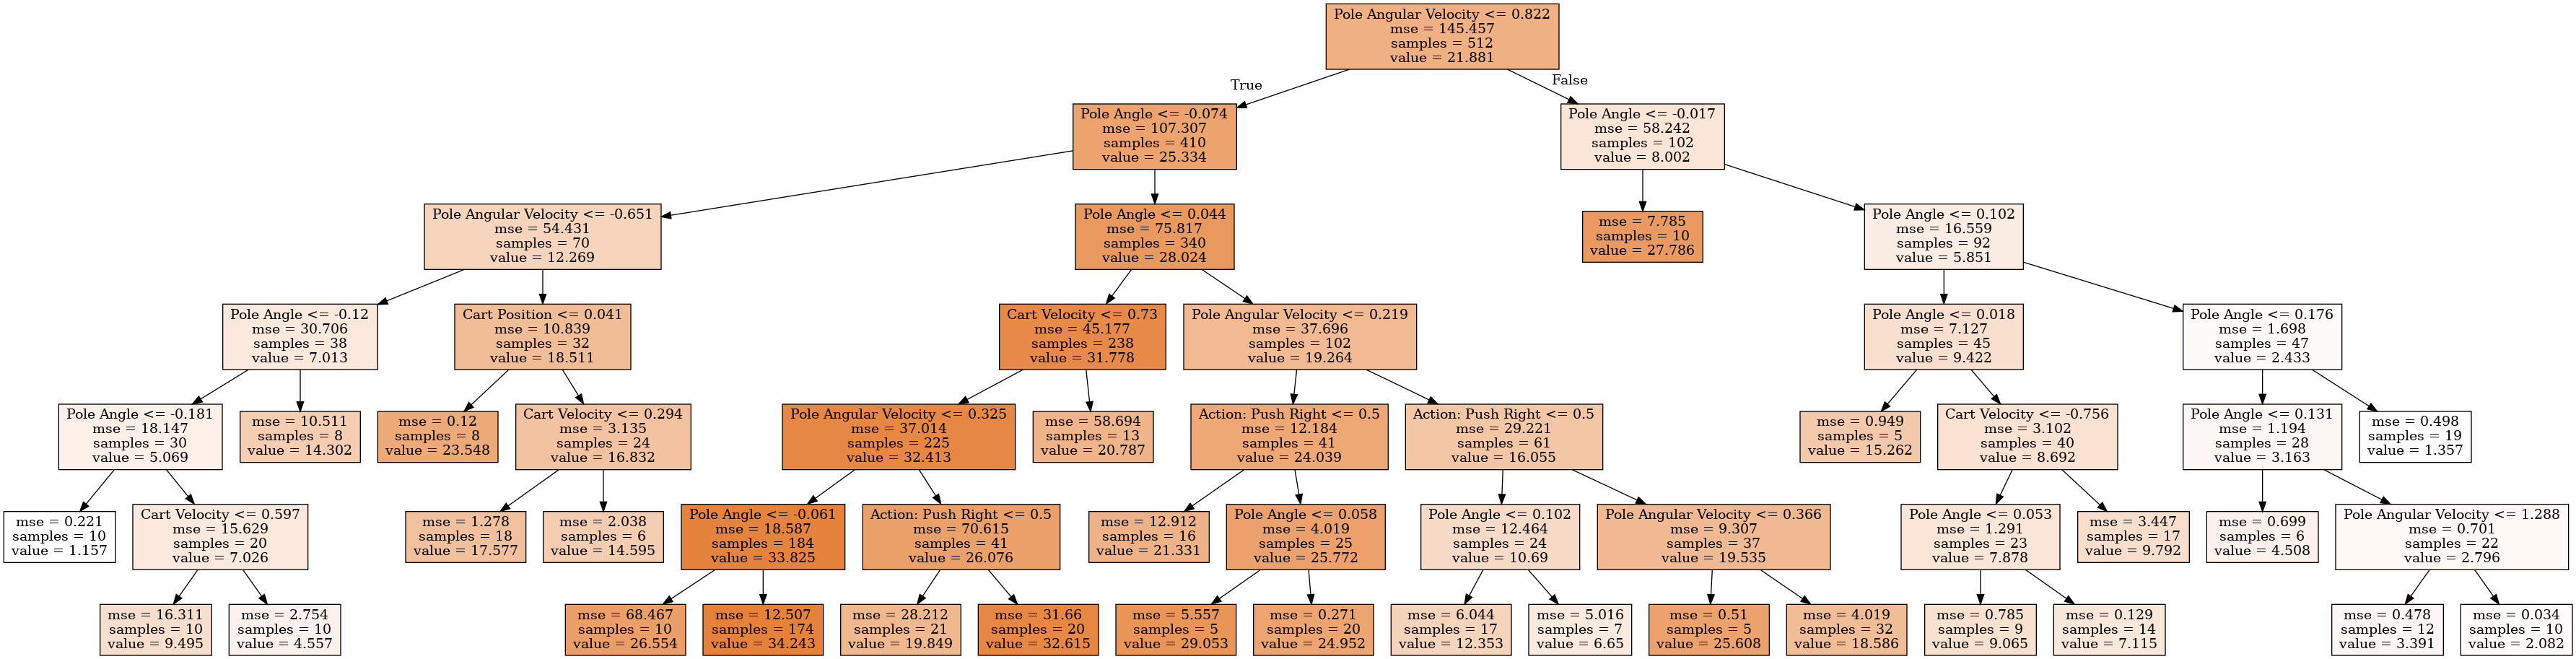 Pole Angular Velocity <= 0.822
mse = 145.457
samples = 512
value = 21.881
True
False
Pole Angle <= -0.074
mse = 107.307
samples = 410
value = 25.334
Pole Angle <= -0.017
mse = 58.242
samples = 102
value = 8.002
Pole Angular Velocity <= -0.651
mse = 54.431
samples = 70
value = 12.269
Pole Angle <= 0.044
mse = 75.817
samples = 340
value = 28.024
mse = 7.785
samples = 10
value = 27.786
Pole Angle <= 0.102
mse = 16.559
samples = 92
value = 5.851
Pole Angle <= -0.12
mse = 30.706
samples = 38
value = 7.013
Cart Position <= 0.041
mse = 10.839
samples = 32
value = 18.511
Cart Velocity <= 0.73
mse = 45.177
samples = 238
value = 31.778
Pole Angular Velocity <= 0.219
mse = 37.696
samples = 102
value = 19.264
Pole Angle <= 0.018
mse = 7.127
samples = 45
value = 9.422
Pole Angle <= 0.176
mse = 1.698
samples = 47
value = 2.433
Pole Angle <= -0.181
mse = 18.147
samples = 30
value = 5.069
mse = 10.511
samples = 8
value = 14.302
mse = 0.12
samples = 8
value = 23.548
Cart Velocity <= 0.294
mse = 3.135
samples = 24
value = 16.832
Pole Angular Velocity <= 0.325
mse = 37.014
samples = 225
value = 32.413
mse = 58.694
samples = 13
value = 20.787
Action: Push Right <= 0.5
mse = 12.184
samples = 41
value = 24.039
Action: Push Right <= 0.5
mse = 29.221
samples = 61
value = 16.055
mse = 0.949
samples = 5
value = 15.262
Cart Velocity <= -0.756
mse = 3.102
samples = 40
value = 8.692
Pole Angle <= 0.131
mse = 1.194
samples = 28
value = 3.163
mse = 0.498
samples = 19
value = 1.357
mse = 0.221
samples = 10
value = 1.157
Cart Velocity <= 0.597
mse = 15.629
samples = 20
value = 7.026
mse = 1.278
samples = 18
value = 17.577
mse = 2.038
samples = 6
value = 14.595
Pole Angle <= -0.061
mse = 18.587
samples = 184
value = 33.825
Action: Push Right <= 0.5
mse = 70.615
samples = 41
value = 26.076
mse = 12.912
samples = 16
value = 21.331
Pole Angle <= 0.058
mse = 4.019
samples = 25
value = 25.772
Pole Angle <= 0.102
mse = 12.464
samples = 24
value = 10.69
Pole Angular Velocity <= 0.366
mse = 9.307
samples = 37
value = 19.535
Pole Angle <= 0.053
mse = 1.291
samples = 23
value = 7.878
mse = 3.447
samples = 17
value = 9.792
mse = 0.699
samples = 6
value = 4.508
Pole Angular Velocity <= 1.288
mse = 0.701
samples = 22
value = 2.796
mse = 16.311
samples = 10
value = 9.495
mse = 2.754
samples = 10
value = 4.557
mse = 68.467
samples = 10
value = 26.554
mse = 12.507
samples = 174
value = 34.243
mse = 28.212
samples = 21
value = 19.849
mse = 31.66
samples = 20
value = 32.615
mse = 5.557
samples = 5
value = 29.053
mse = 0.271
samples = 20
value = 24.952
mse = 6.044
samples = 17
value = 12.353
mse = 5.016
samples = 7
value = 6.65
mse = 0.51
samples = 5
value = 25.608
mse = 4.019
samples = 32
value = 18.586
mse = 0.785
samples = 9
value = 9.065
mse = 0.129
samples = 14
value = 7.115
mse = 0.478
samples = 12
value = 3.391
mse = 0.034
samples = 10
value = 2.082